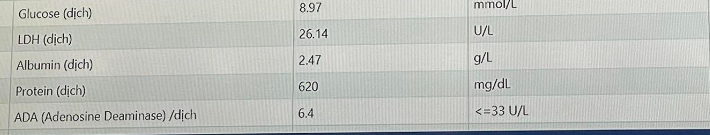 Glucose (dịch) 8.97 mmol/L
LDH (dịch) 26.14 U/L
Albumin (dịch) 2.47 g/L
Protein (dịch) 620 mg/dL
ADA (Adenosine Deaminase) /dịch 6.4 <=33 U/L